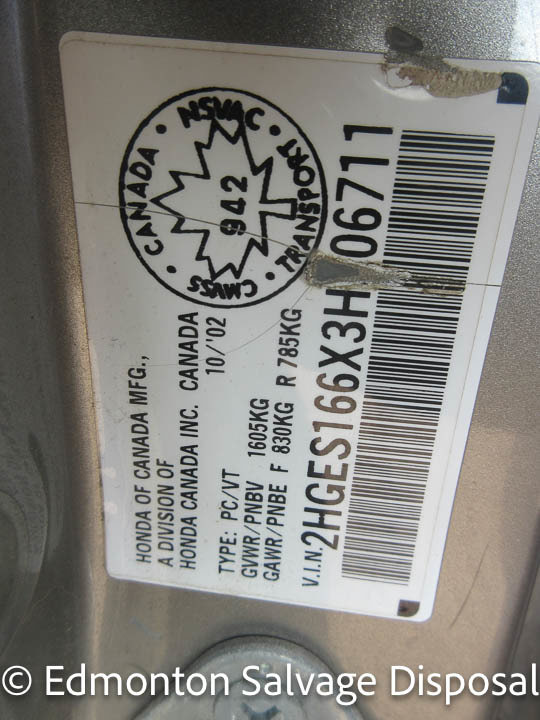 HONDA OF CANADA MFG.,
A DIVISION OF
HONDA CANADA INC. CANADA
10/'02
TYPE: PC/VT
GVWR/PNBV 1605KG
GAWR/PNBE F 830KG R 785KG
V.I.N.
2HGES166X3H 06711
CANADA · NSVAC · TRANSPORT · CMVSS ·
942
© Edmonton Salvage Disposal